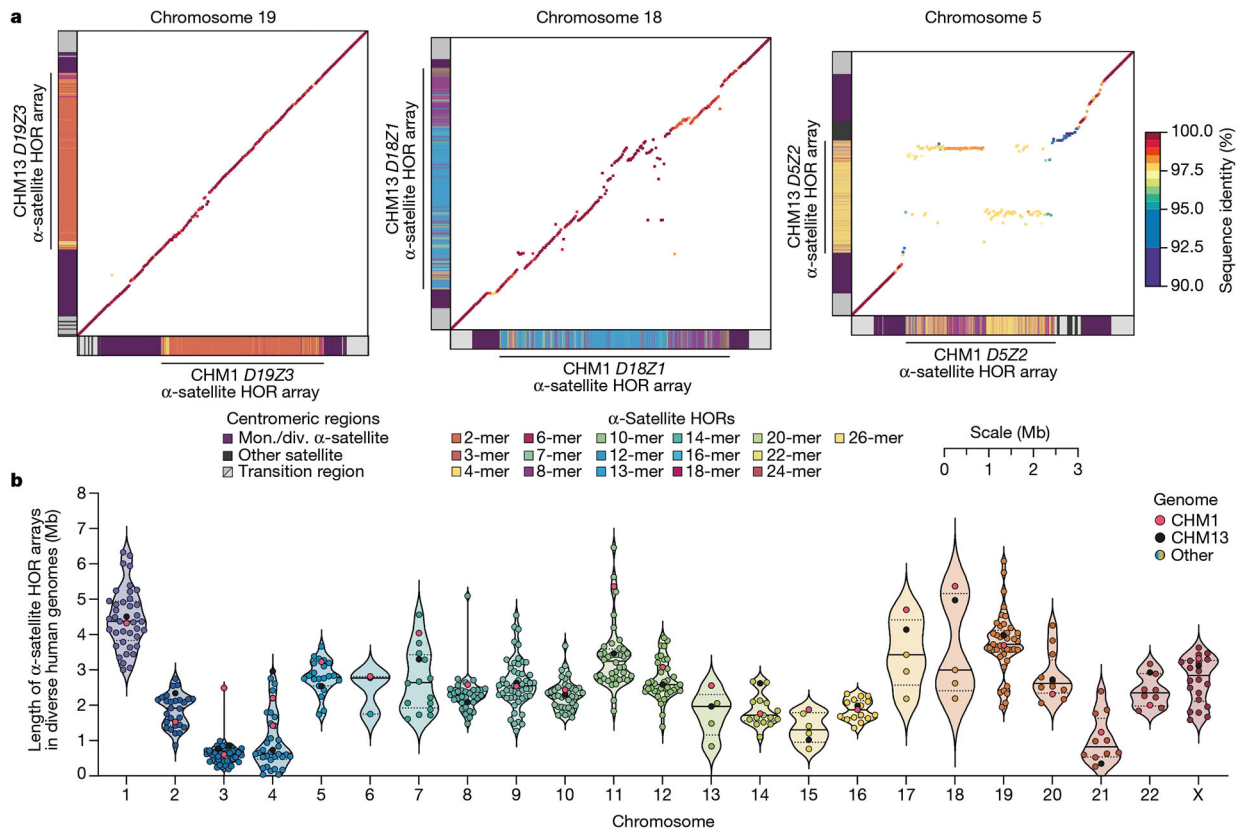 a
Chromosome 19
Chromosome 18
Chromosome 5
CHM13 D19Z3
α-satellite HOR array
CHM1 D19Z3
α-satellite HOR array
CHM13 D18Z1
α-satellite HOR array
CHM1 D18Z1
α-satellite HOR array
CHM13 D5Z2
α-satellite HOR array
CHM1 D5Z2
α-satellite HOR array
100.0
97.5
95.0
92.5
90.0
Sequence identity (%)
Centromeric regions
Mon./div. α-satellite
Other satellite
Transition region
α-Satellite HORs
2-mer 6-mer 10-mer 14-mer 20-mer 26-mer
3-mer 7-mer 12-mer 16-mer 22-mer
4-mer 8-mer 13-mer 18-mer 24-mer
Scale (Mb)
0 1 2 3
b
Length of α-satellite HOR arrays
in diverse human genomes (Mb)
8
7
6
5
4
3
2
1
0
Genome
CHM1
CHM13
Other
1 2 3 4 5 6 7 8 9 10 11 12 13 14 15 16 17 18 19 20 21 22 X
Chromosome